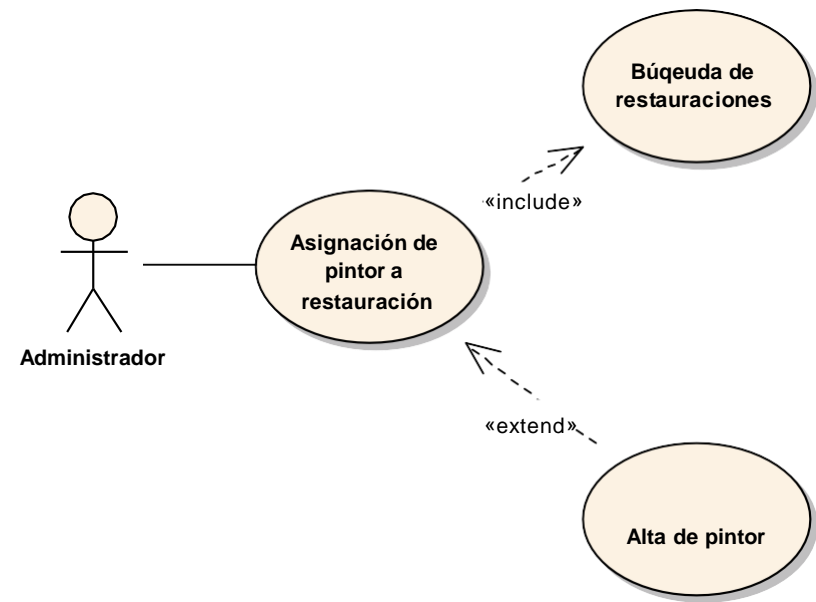 Búqeuda de
restauraciones
«include»
Asignación de
pintor a
restauración
Administrador
«extend»
Alta de pintor